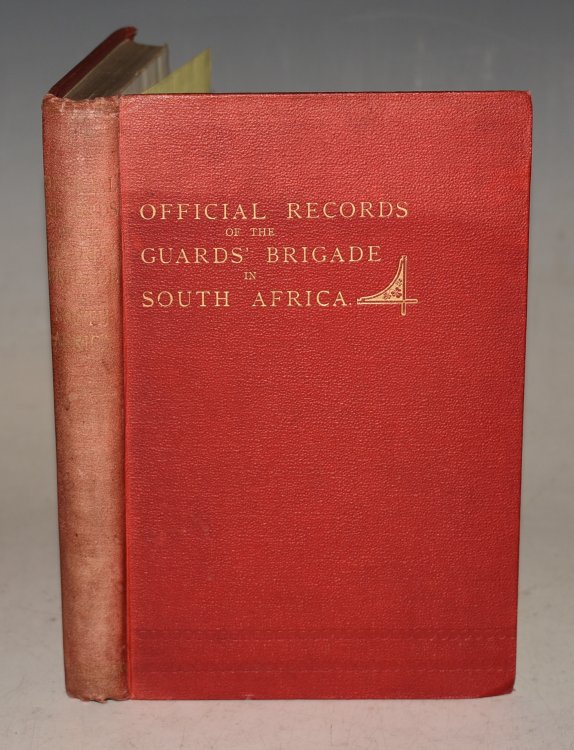 OFFICIAL RECORDS
OF THE
GUARDS' BRIGADE
IN
SOUTH AFRICA.